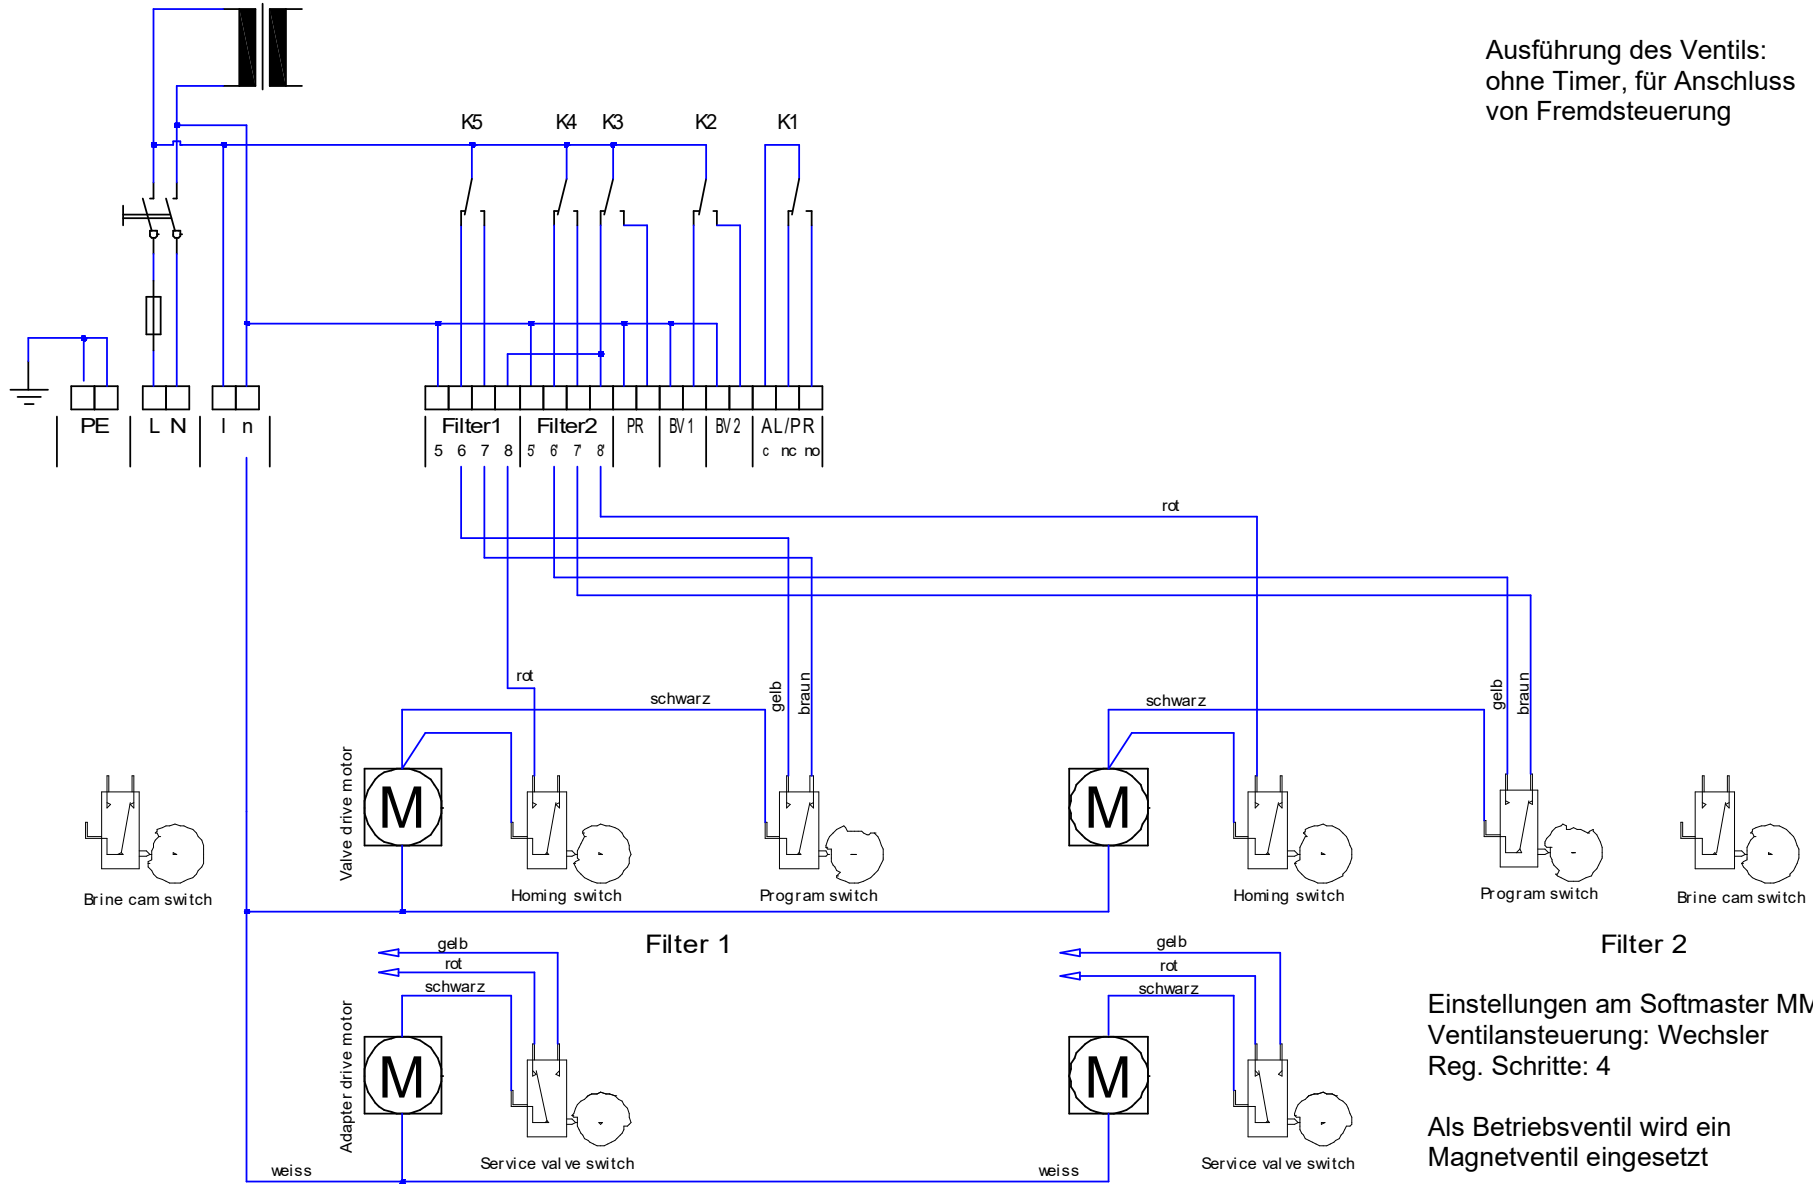 Ausführung des Ventils:
ohne Timer, für Anschluss
von Fremdsteuerung
K5 K4 K3 K2 K1
PE L N l n Filter1 Filter2 PR BV 1 BV 2 AL/PR
5 6 7 8 5' 6' 7' 8' c nc no
rot
rot
schwarz
gelb
braun
schwarz
gelb
braun
Valve drive motor
M
M
Brine cam switch
Homing switch
Program switch
Homing switch
Program switch
Brine cam switch
Filter 1
Filter 2
gelb
rot
schwarz
gelb
rot
schwarz
Adapter drive motor
M
M
Service valve switch
Service valve switch
weiss
weiss
Einstellungen am Softmaster MM
Ventilansteuerung: Wechsler
Reg. Schritte: 4
Als Betriebsventil wird ein
Magnetventil eingesetzt